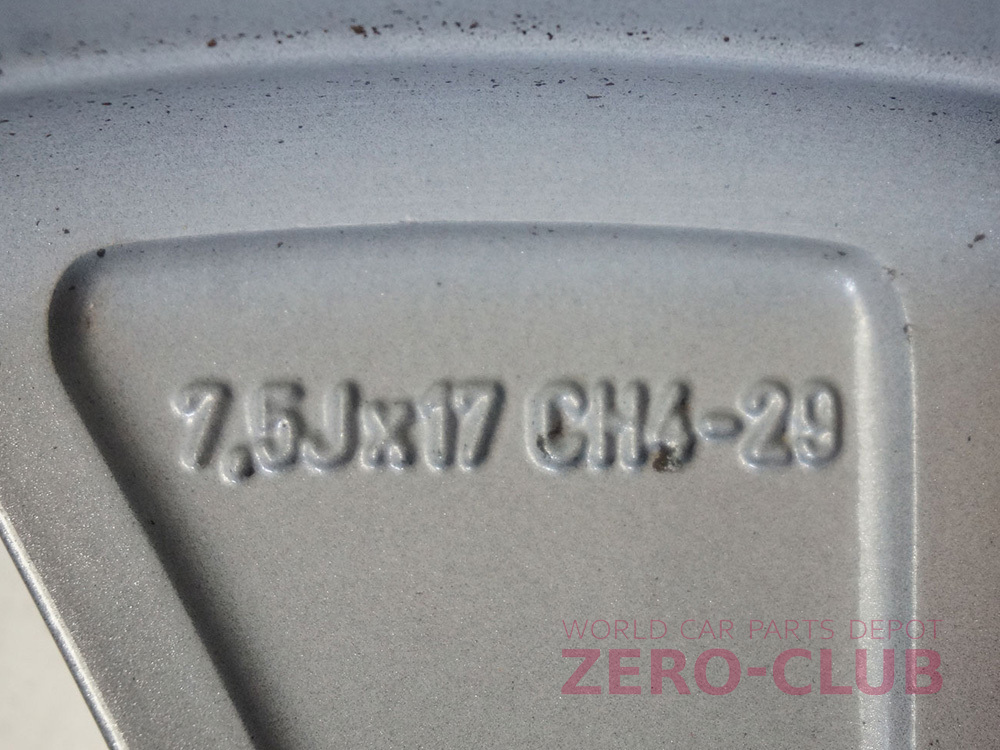 7,5Jx17 CH4-29
WORLD CAR PARTS DEPOT
ZERO-CLUB